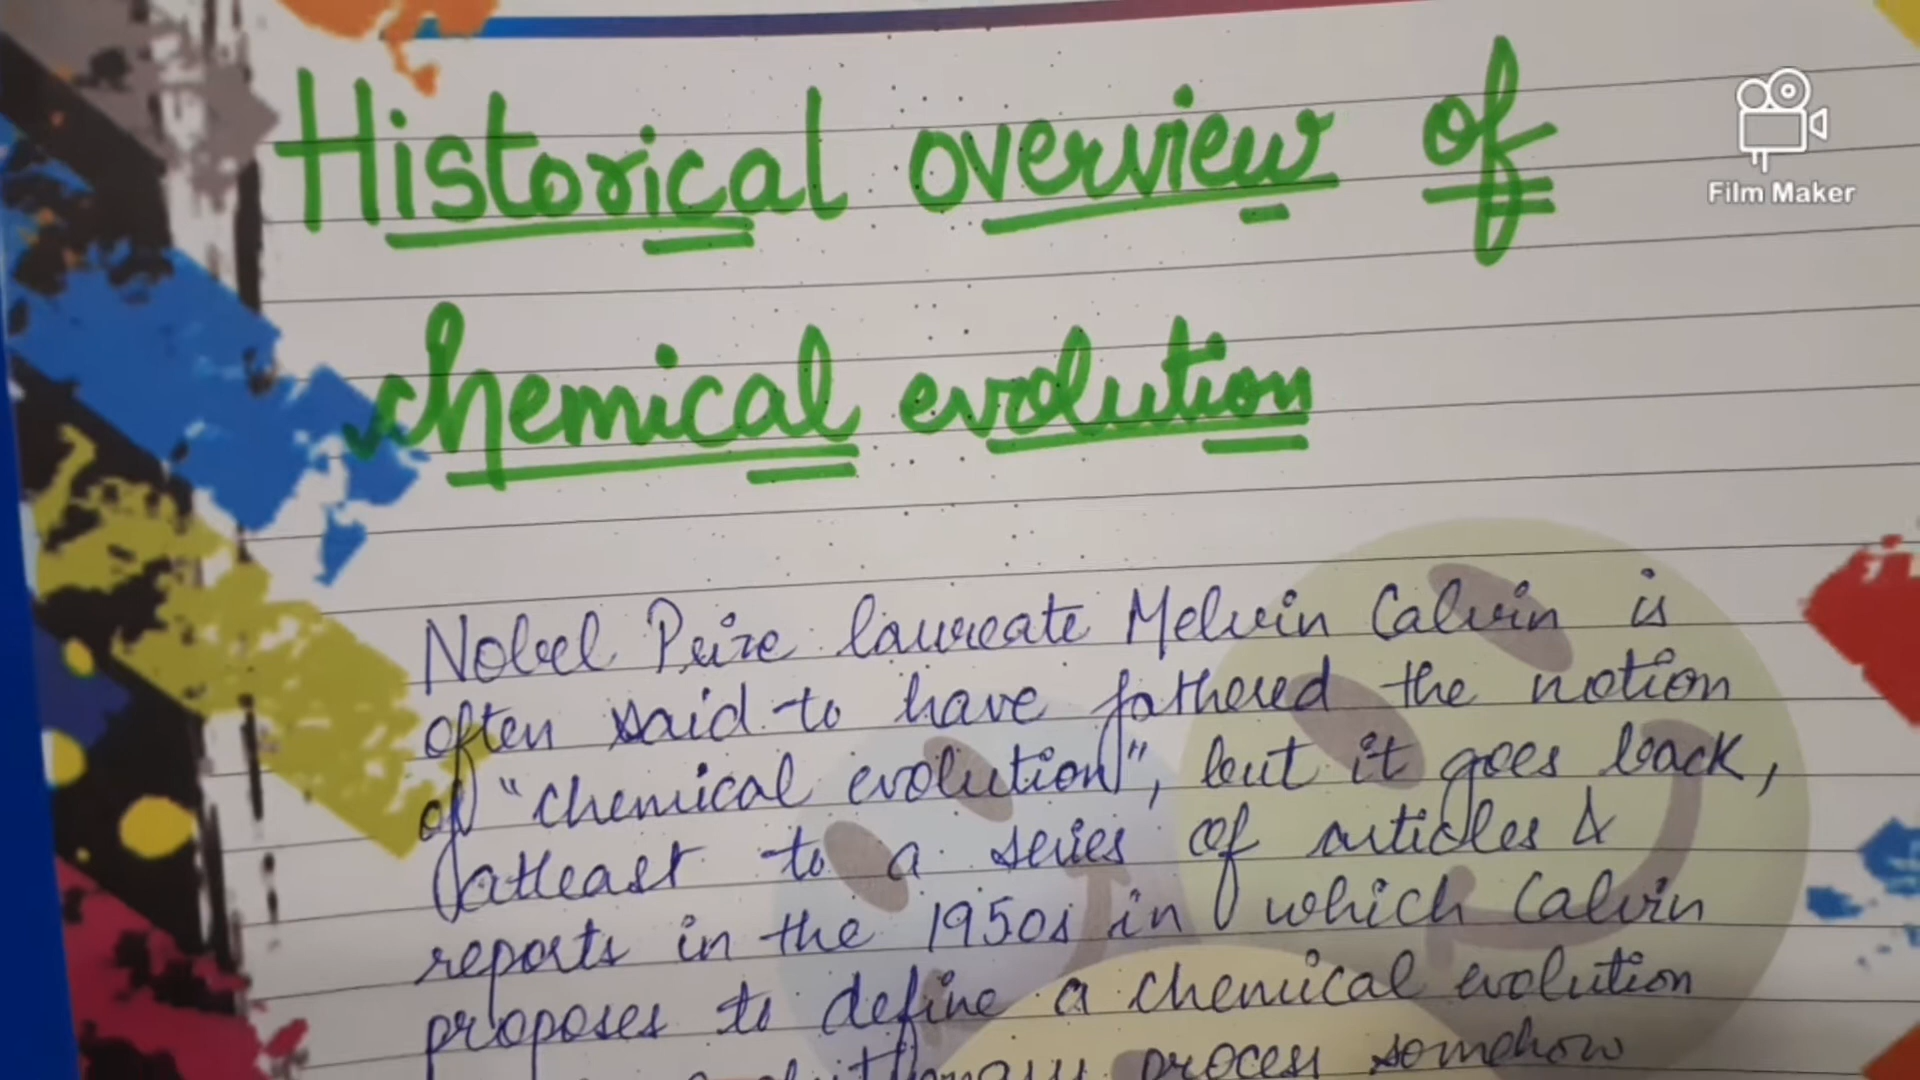 Historical overview of
chemical evolution
Film Maker
Nobel Prize laureate Melvin Calvin is
often said to have fathered the notion
of "chemical evolution", but it goes back,
atleast to a series of articles &
reports in the 1950s in which Calvin
proposes to define a chemical evolution
process somehow